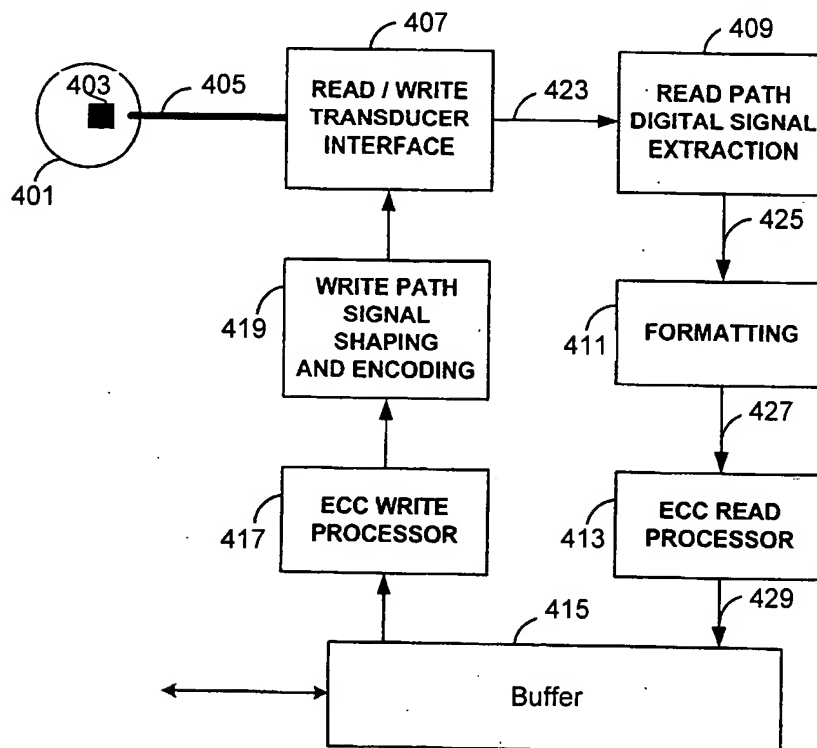 407
409
403
405
READ / WRITE
TRANSDUCER
INTERFACE
423
READ PATH
DIGITAL SIGNAL
EXTRACTION
401
425
419
WRITE PATH
SIGNAL
SHAPING
AND ENCODING
411
FORMATTING
427
417
ECC WRITE
PROCESSOR
413
ECC READ
PROCESSOR
415
429
Buffer